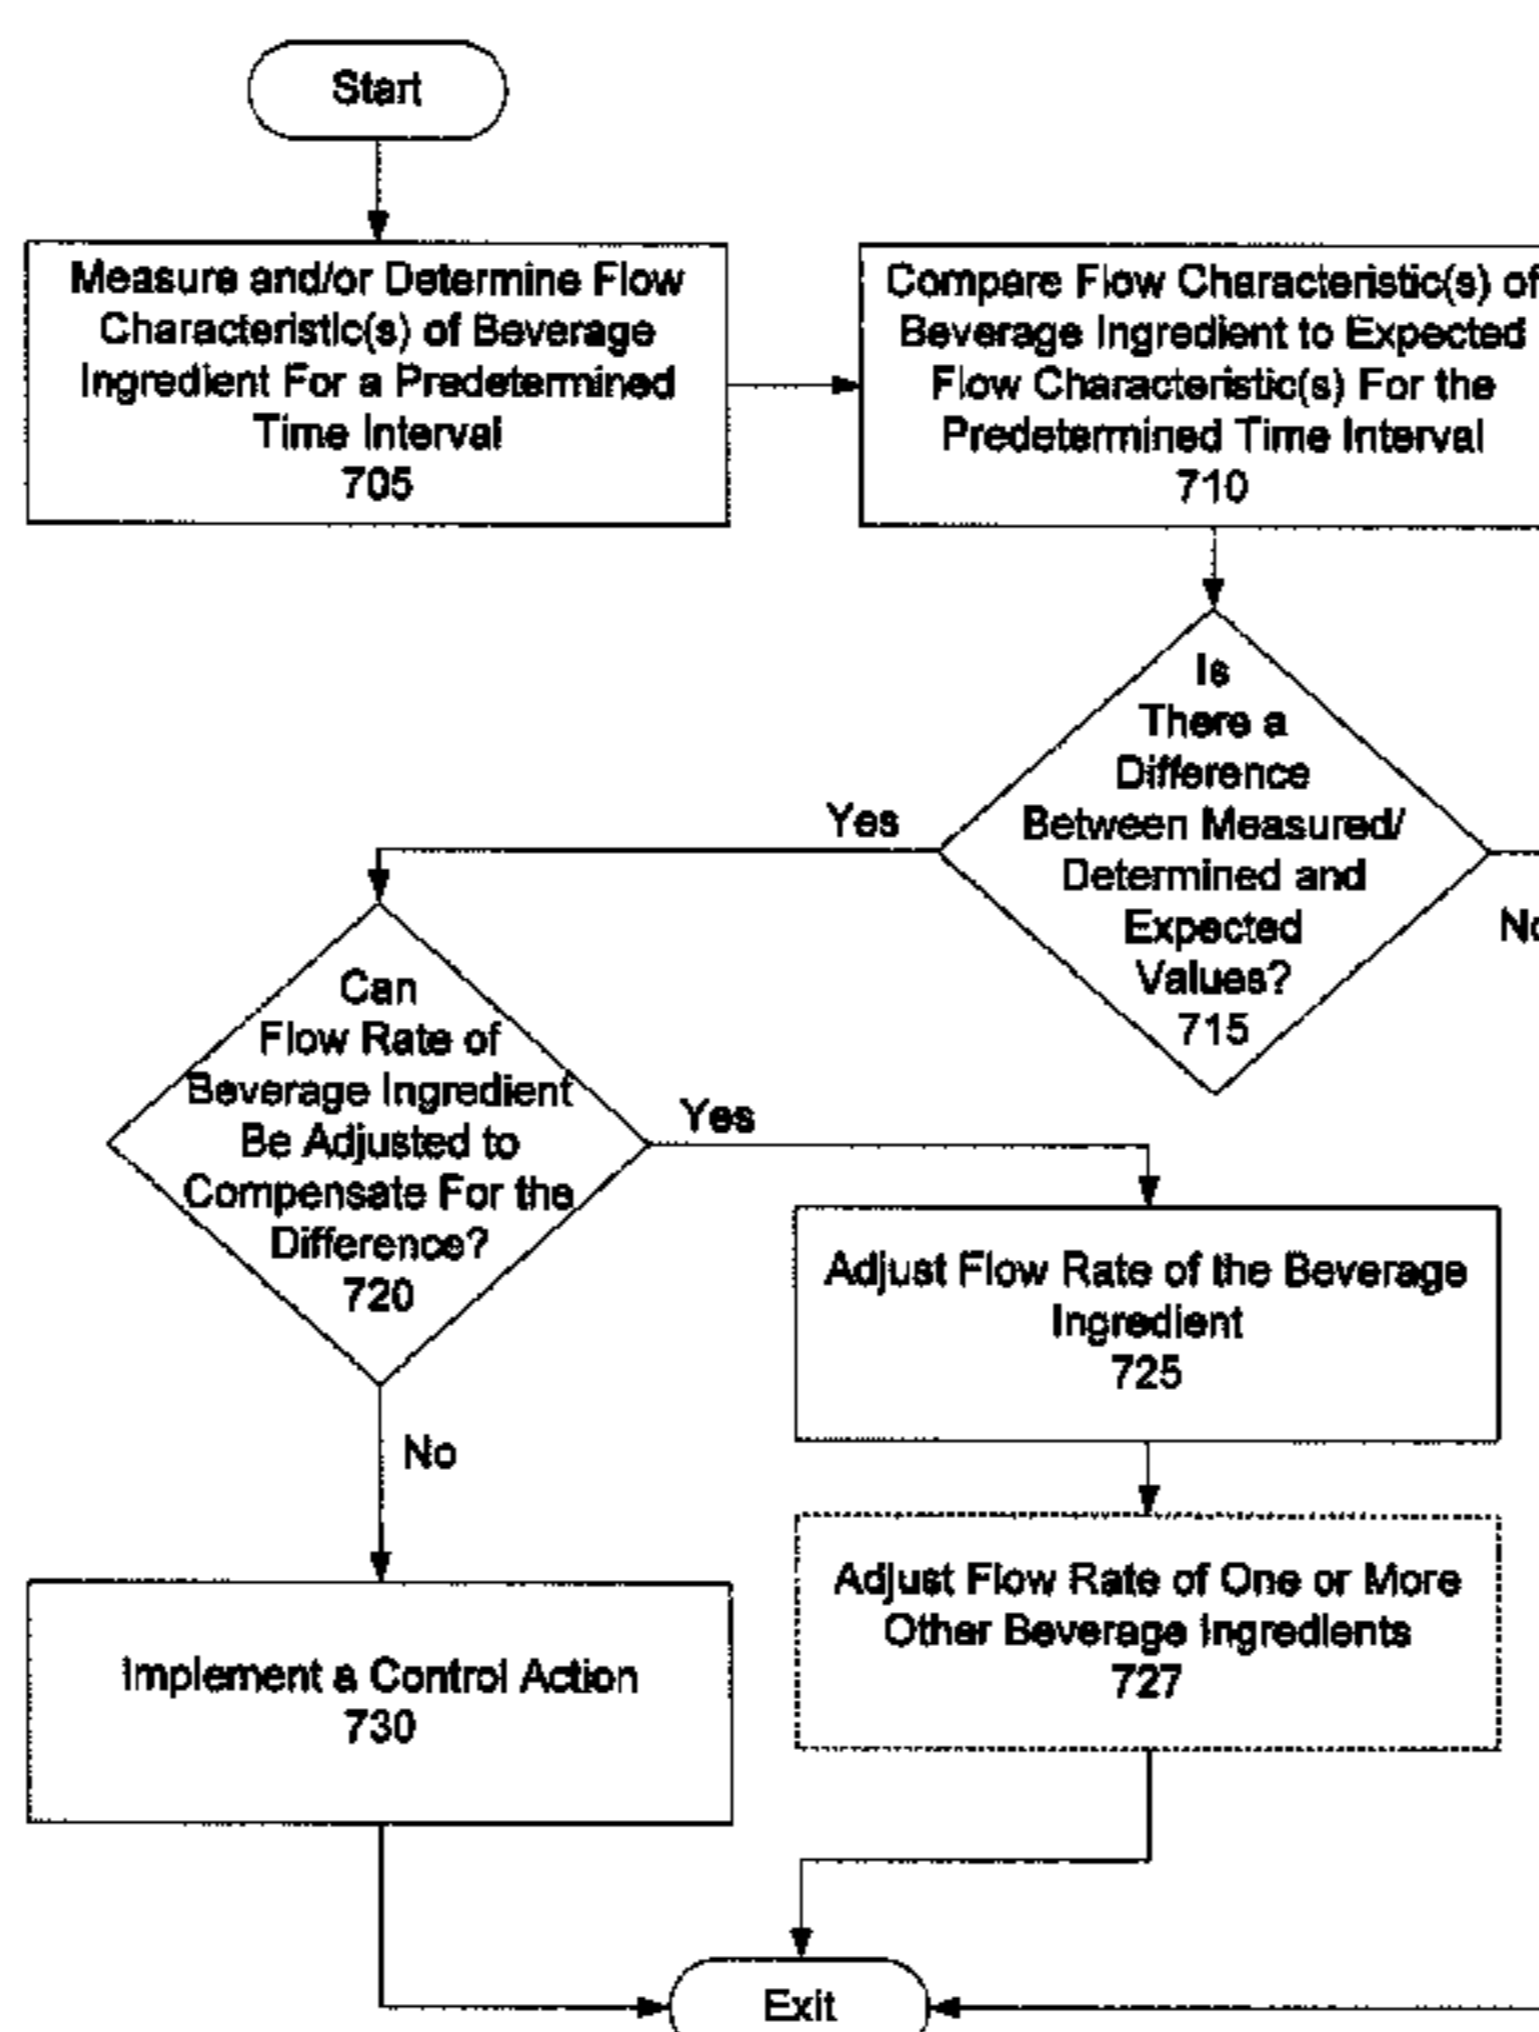 Start
Measure and/or Determine Flow
Characteristic(s) of Beverage
Ingredient For a Predetermined
Time Interval
705
Compare Flow Characteristic(s) of
Beverage Ingredient to Expected
Flow Characteristic(s) For the
Predetermined Time Interval
710
Is
There a
Difference
Between Measured/
Determined and
Expected
Values?
715
Yes
No
Can
Flow Rate of
Beverage Ingredient
Be Adjusted to
Compensate For the
Difference?
720
Yes
Adjust Flow Rate of the Beverage
Ingredient
725
No
Adjust Flow Rate of One or More
Other Beverage Ingredients
727
Implement a Control Action
730
Exit